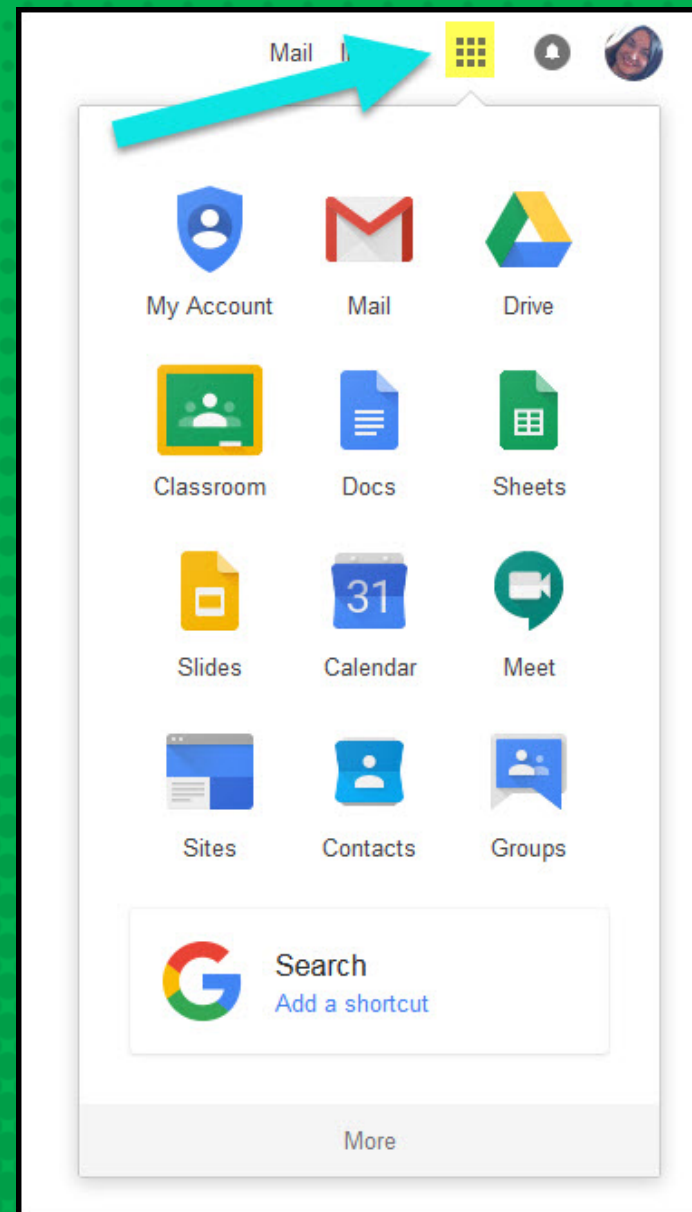 Mail
My Account Mail Drive
Classroom Docs Sheets
Slides 31 Calendar Meet
Sites Contacts Groups
Search
Add a shortcut
More